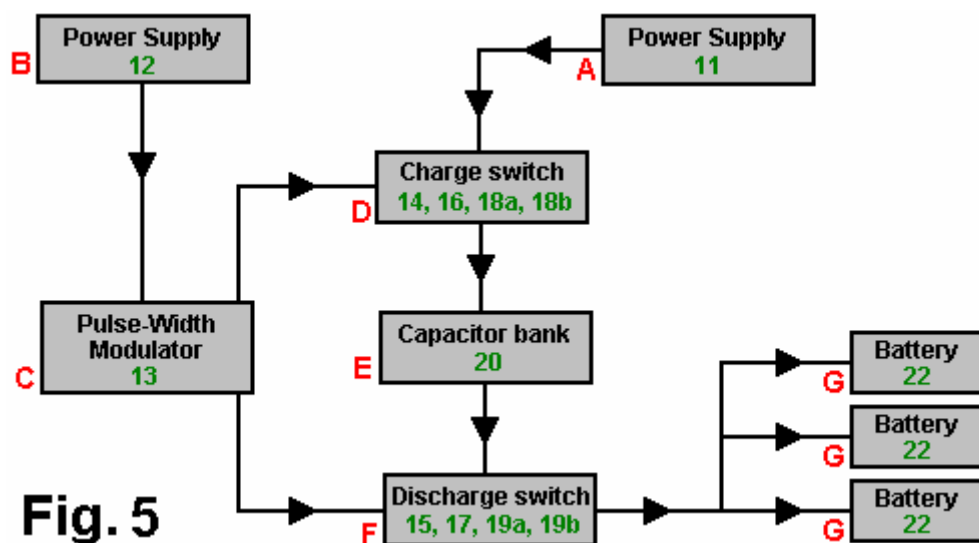 Power Supply
12
B
Power Supply
11
A
Charge switch
14, 16, 18a, 18b
D
Pulse-Width
Modulator
13
C
Capacitor bank
20
E
Battery
22
G
Battery
22
G
Discharge switch
15, 17, 19a, 19b
F
Battery
22
G
Fig. 5